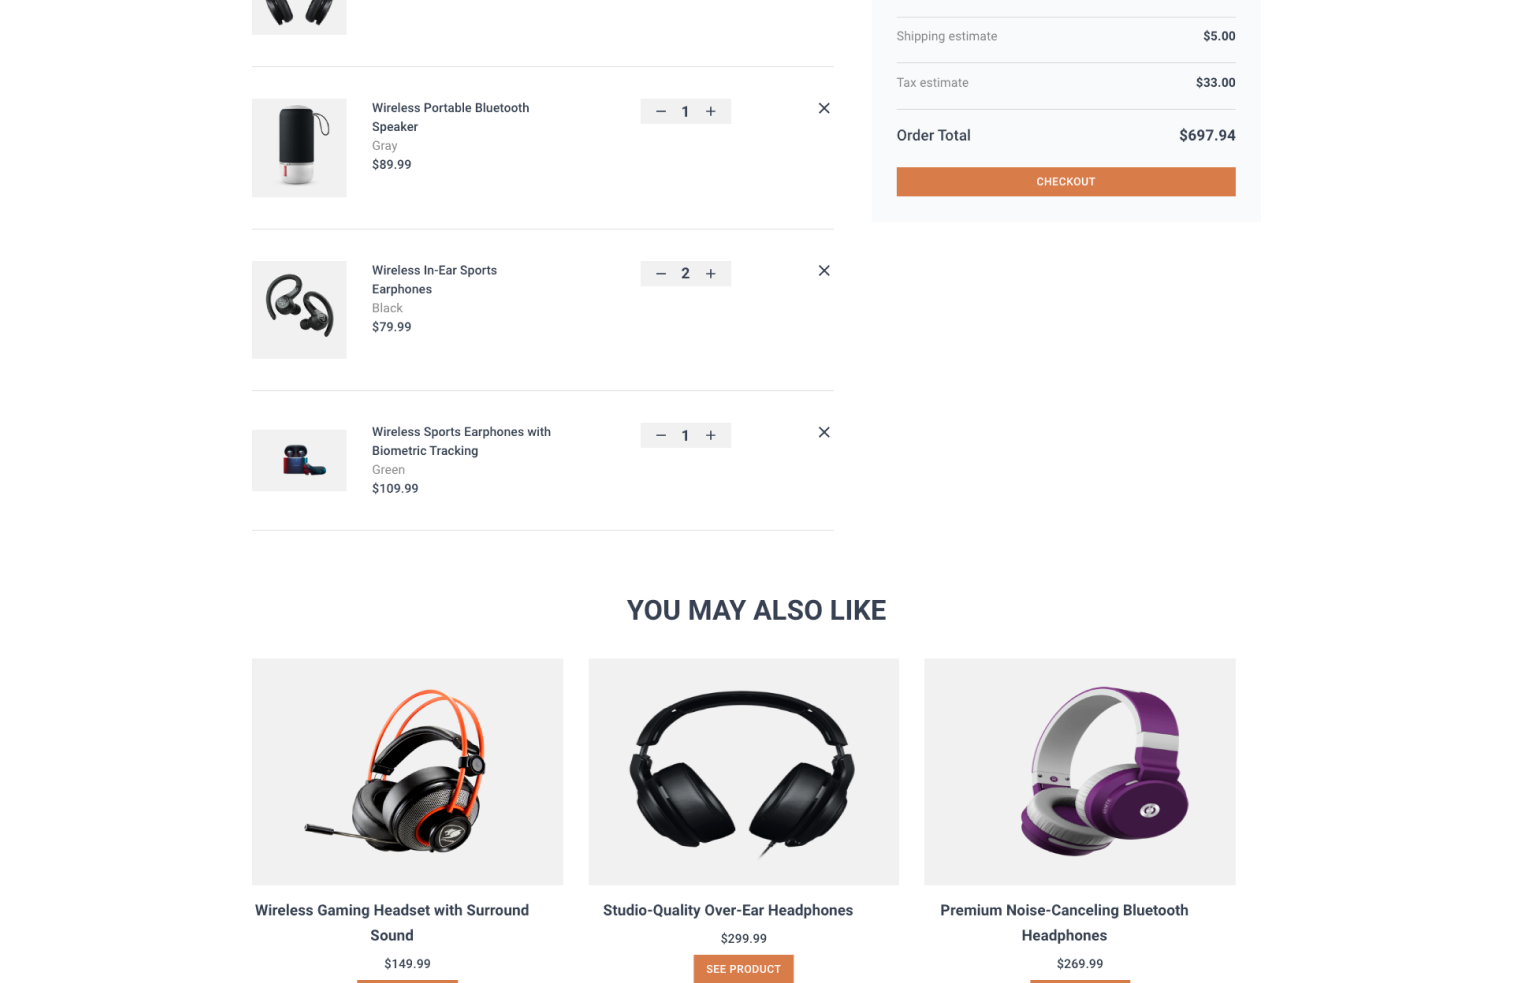 Shipping estimate $5.00
Tax estimate $33.00
Order Total $697.94
CHECKOUT
Wireless Portable Bluetooth
Speaker
Gray
$89.99
1
Wireless In-Ear Sports
Earphones
Black
$79.99
2
Wireless Sports Earphones with
Biometric Tracking
Green
$109.99
1
YOU MAY ALSO LIKE
Wireless Gaming Headset with Surround
Sound
$149.99
Studio-Quality Over-Ear Headphones
$299.99
SEE PRODUCT
Premium Noise-Canceling Bluetooth
Headphones
$269.99